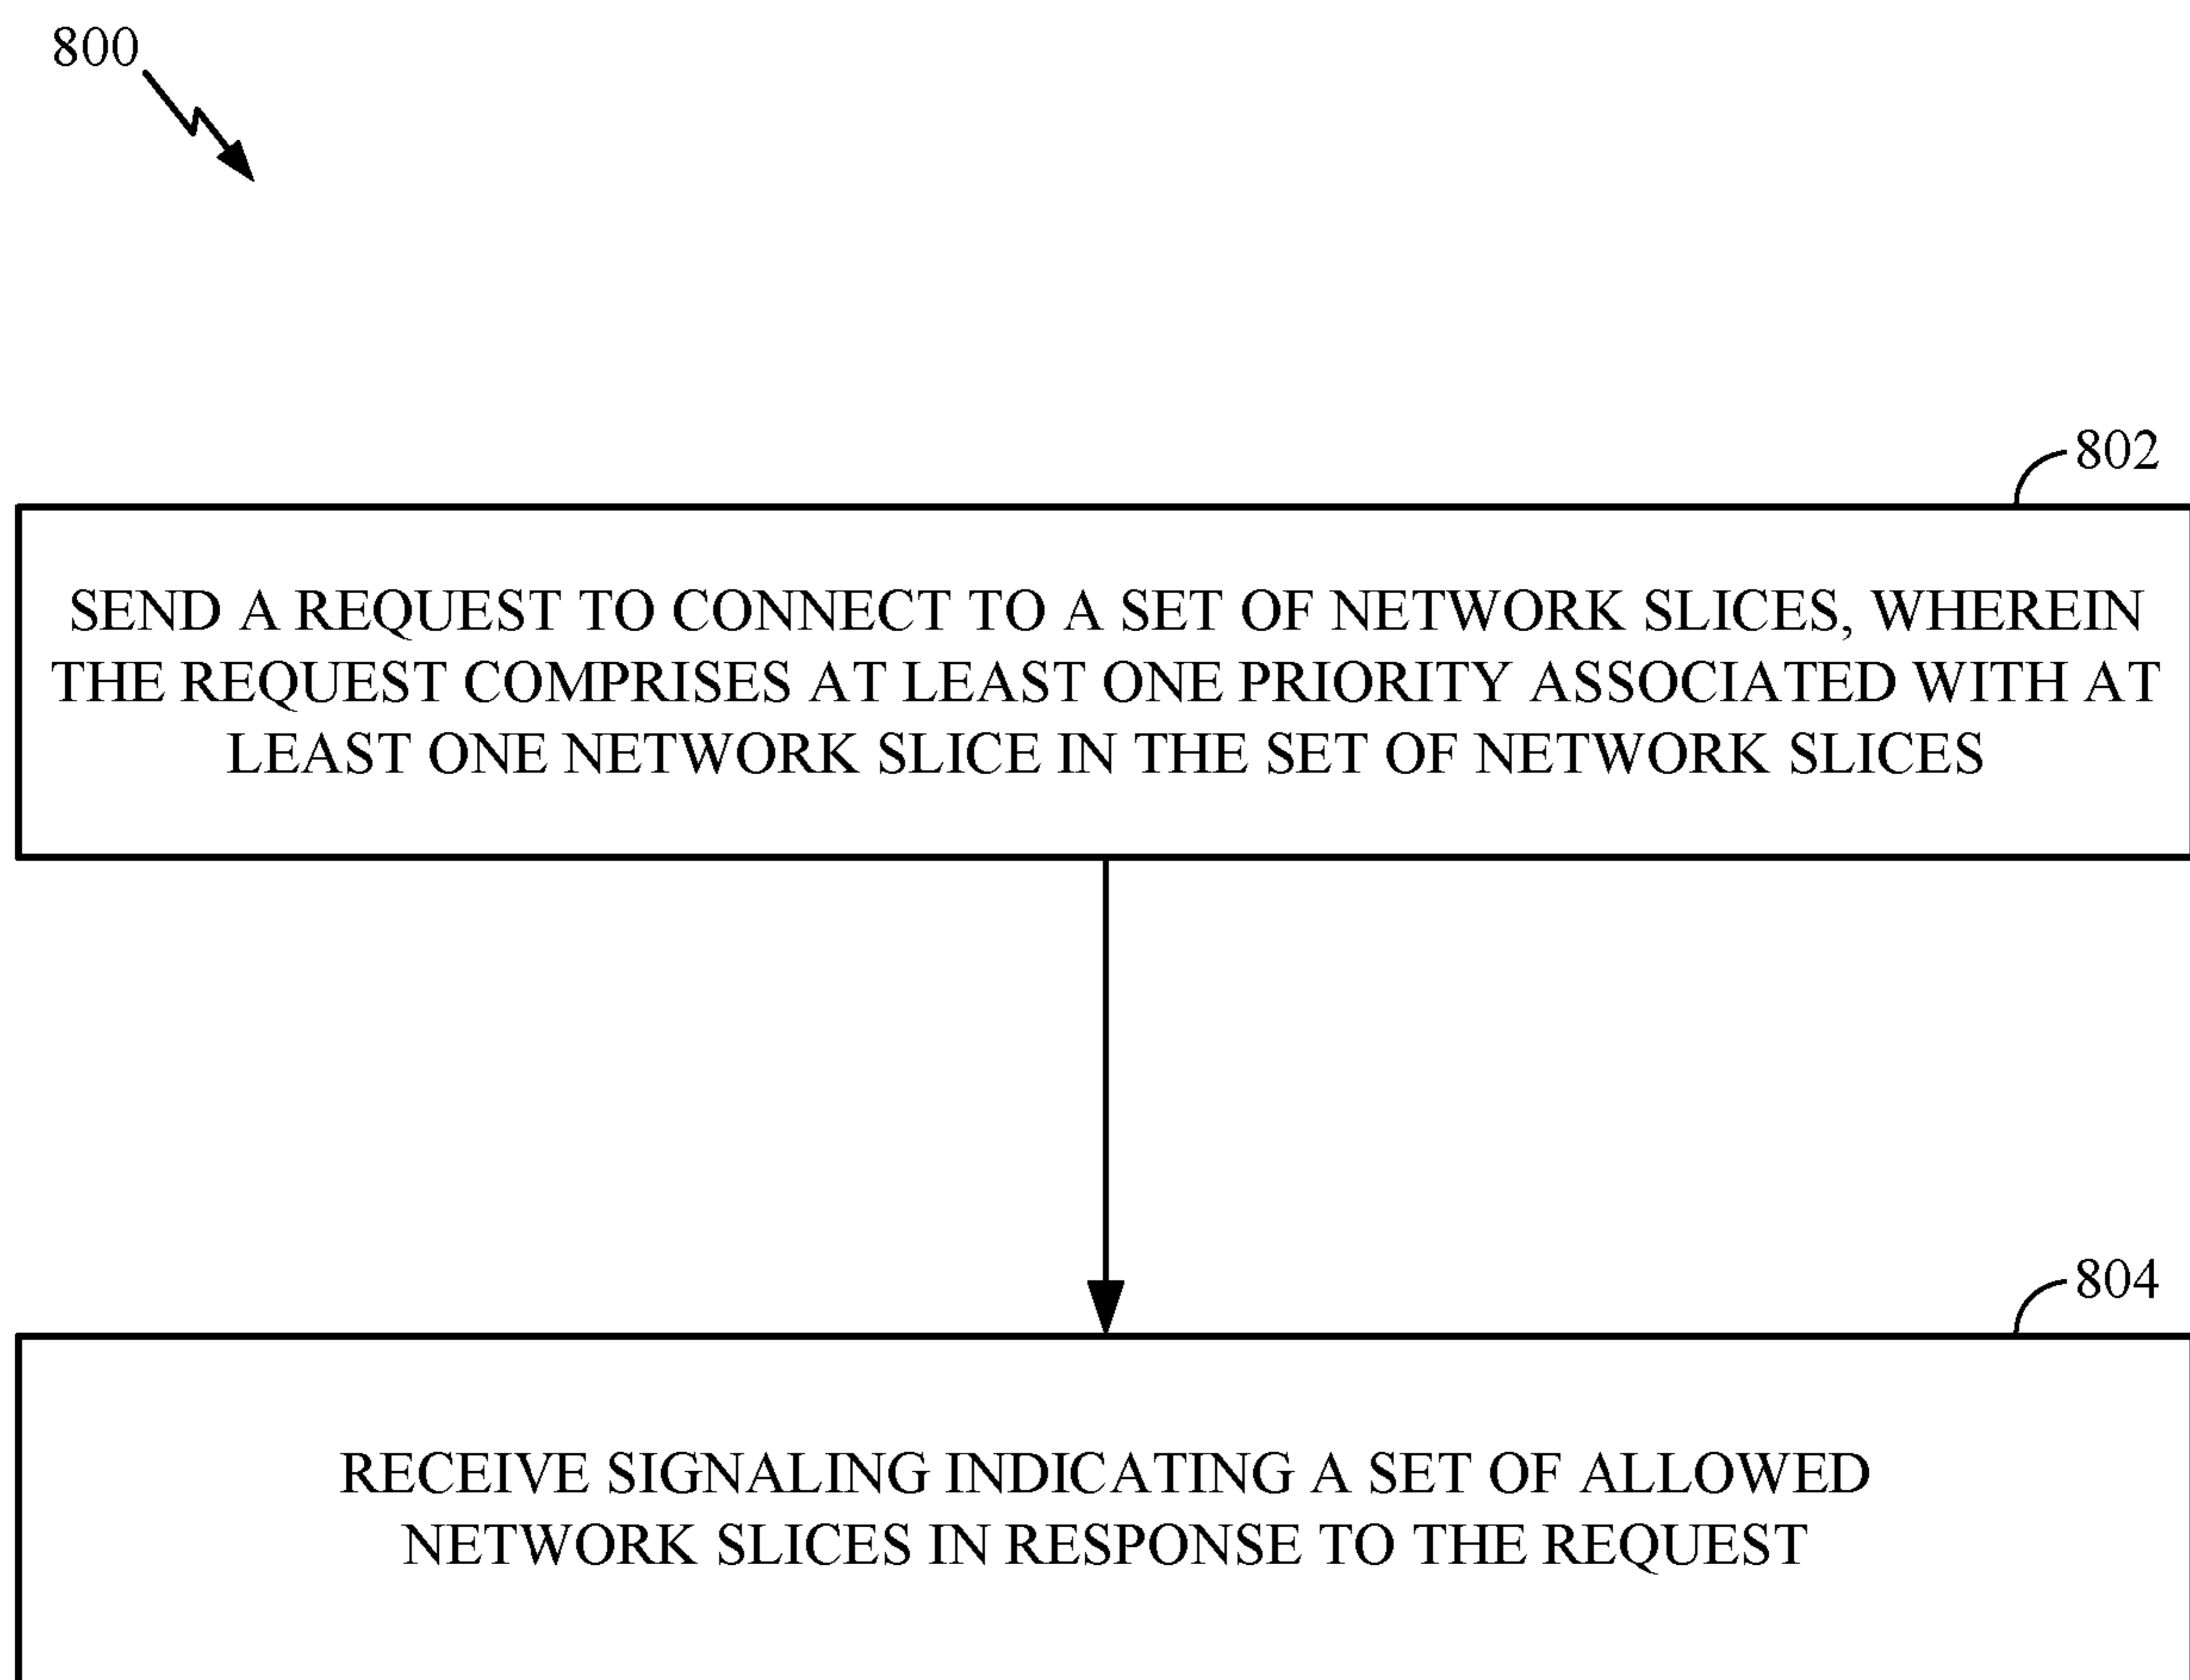 800
802
SEND A REQUEST TO CONNECT TO A SET OF NETWORK SLICES, WHEREIN
THE REQUEST COMPRISES AT LEAST ONE PRIORITY ASSOCIATED WITH AT
LEAST ONE NETWORK SLICE IN THE SET OF NETWORK SLICES
804
RECEIVE SIGNALING INDICATING A SET OF ALLOWED
NETWORK SLICES IN RESPONSE TO THE REQUEST